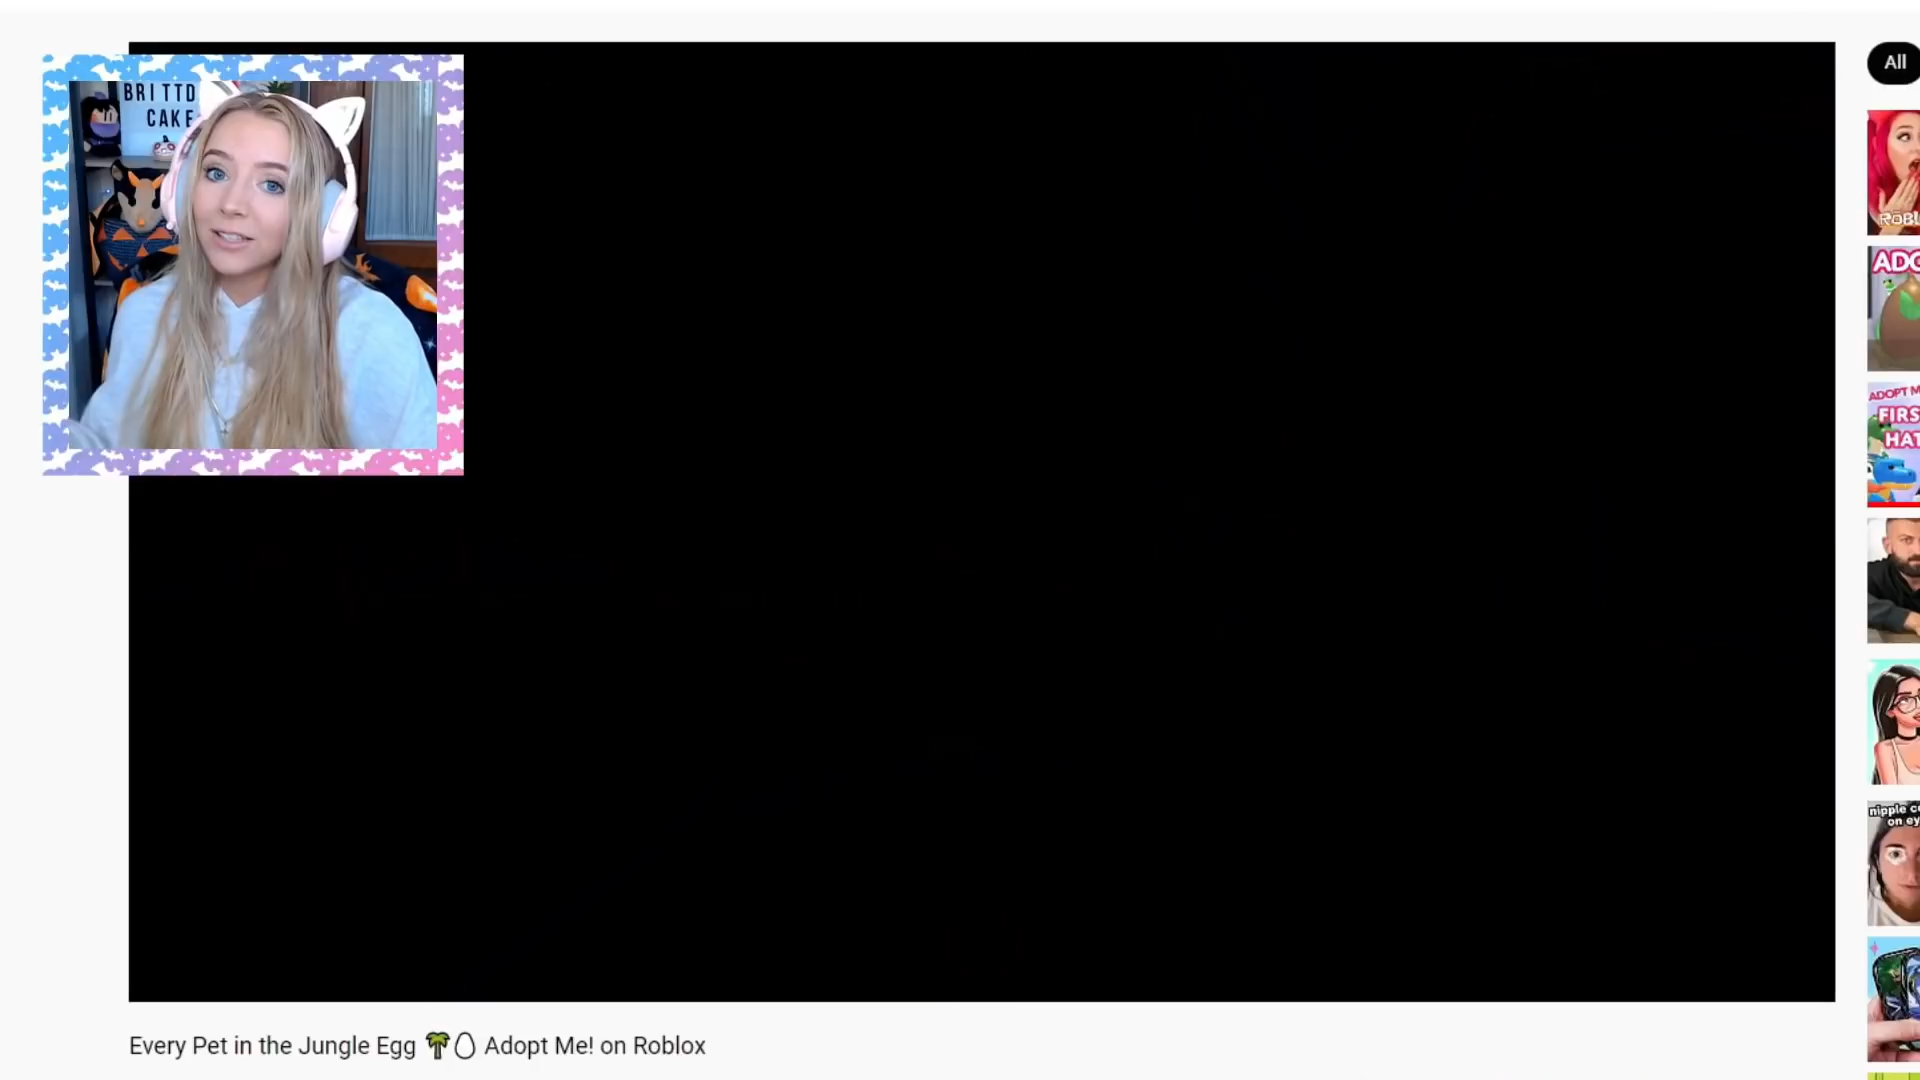 BRITTD
CAKE
All
ROBL
ADO
ADOPT M
FIRS
HAT
nipple c
on ey
Every Pet in the Jungle Egg 🌴🥚 Adopt Me! on Roblox